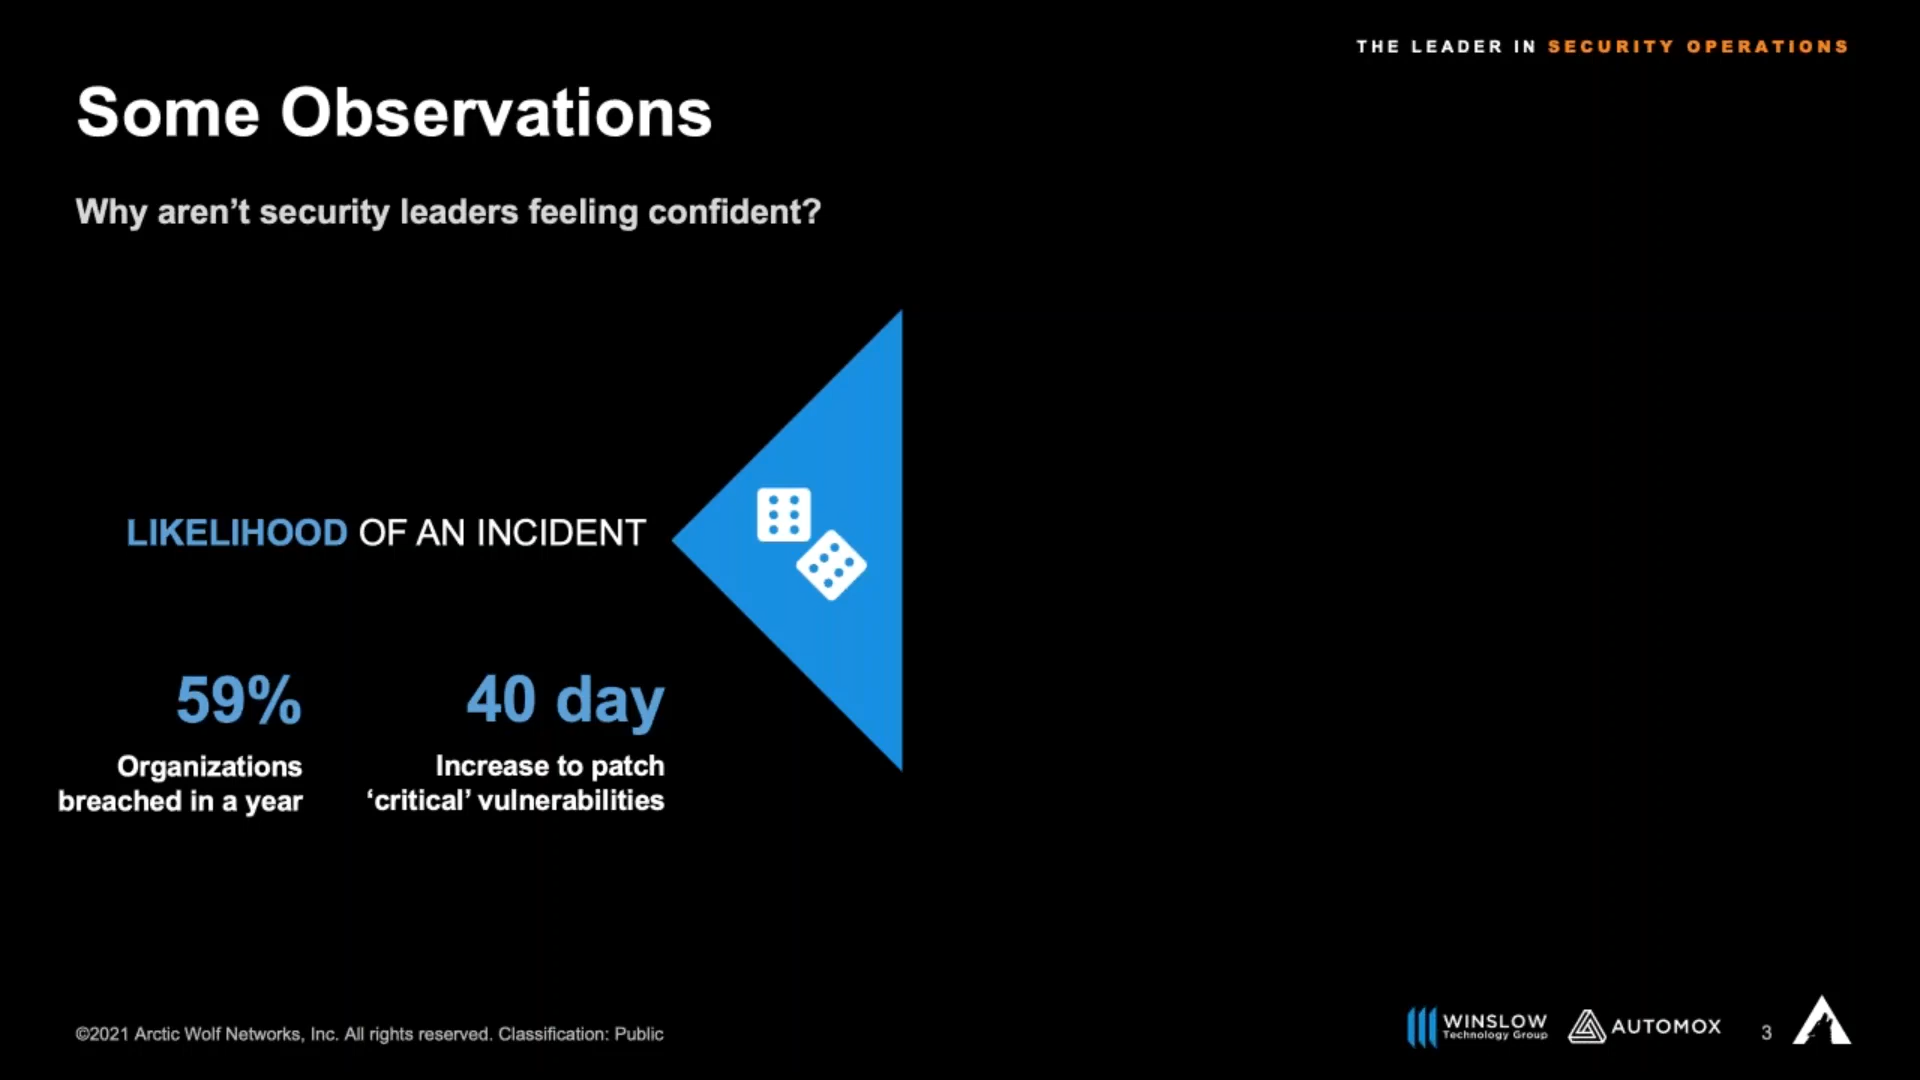 THE LEADER IN SECURITY OPERATIONS
Some Observations
Why aren’t security leaders feeling confident?
LIKELIHOOD OF AN INCIDENT
59%
Organizations
breached in a year
40 day
Increase to patch
‘critical’ vulnerabilities
©2021 Arctic Wolf Networks, Inc. All rights reserved. Classification: Public
WINSLOW
Technology Group
AUTOMOX
3